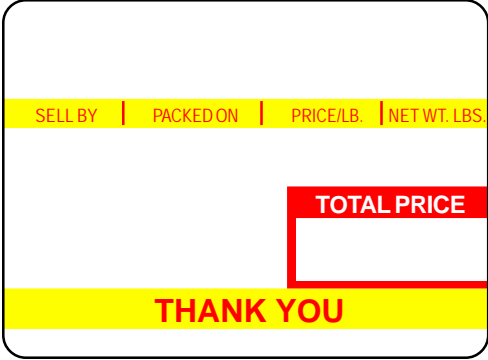 SELL BY | PACKED ON | PRICE/LB. | NET WT. LBS.
TOTAL PRICE
THANK YOU